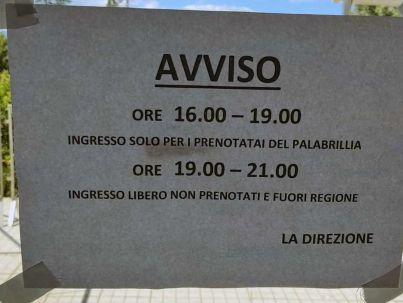 AVVISO
ORE 16.00 – 19.00
INGRESSO SOLO PER I PRENOTATAI DEL PALABRILLIA
ORE 19.00 – 21.00
INGRESSO LIBERO NON PRENOTATI E FUORI REGIONE
LA DIREZIONE